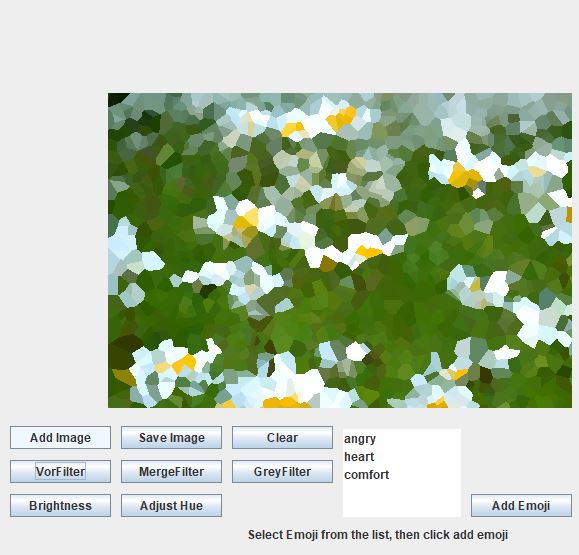 Add Image Save Image Clear
angry
heart
VorFilter MergeFilter GreyFilter
comfort
Brightness Adjust Hue Add Emoji
Select Emoji from the list, then click add emoji